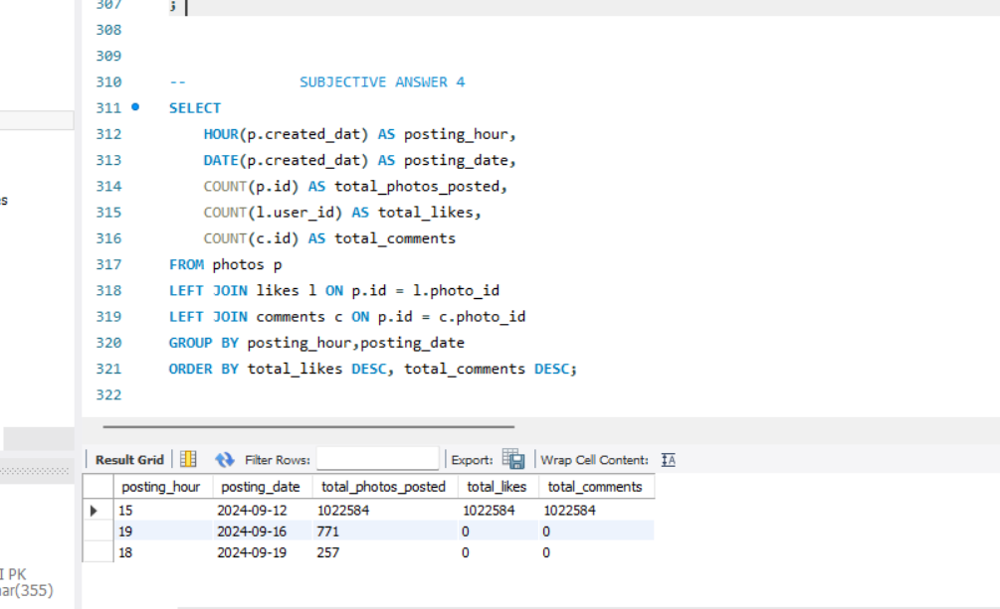 307 ;
308
309
310 -- SUBJECTIVE ANSWER 4
311 SELECT
312 HOUR(p.created_dat) AS posting_hour,
313 DATE(p.created_dat) AS posting_date,
314 COUNT(p.id) AS total_photos_posted,
315 COUNT(l.user_id) AS total_likes,
316 COUNT(c.id) AS total_comments
317 FROM photos p
318 LEFT JOIN likes l ON p.id = l.photo_id
319 LEFT JOIN comments c ON p.id = c.photo_id
320 GROUP BY posting_hour,posting_date
321 ORDER BY total_likes DESC, total_comments DESC;
322
Result Grid Filter Rows: Export: Wrap Cell Content:
posting_hour posting_date total_photos_posted total_likes total_comments
15 2024-09-12 1022584 1022584 1022584
19 2024-09-16 771 0 0
18 2024-09-19 257 0 0
I PK
ar(355)